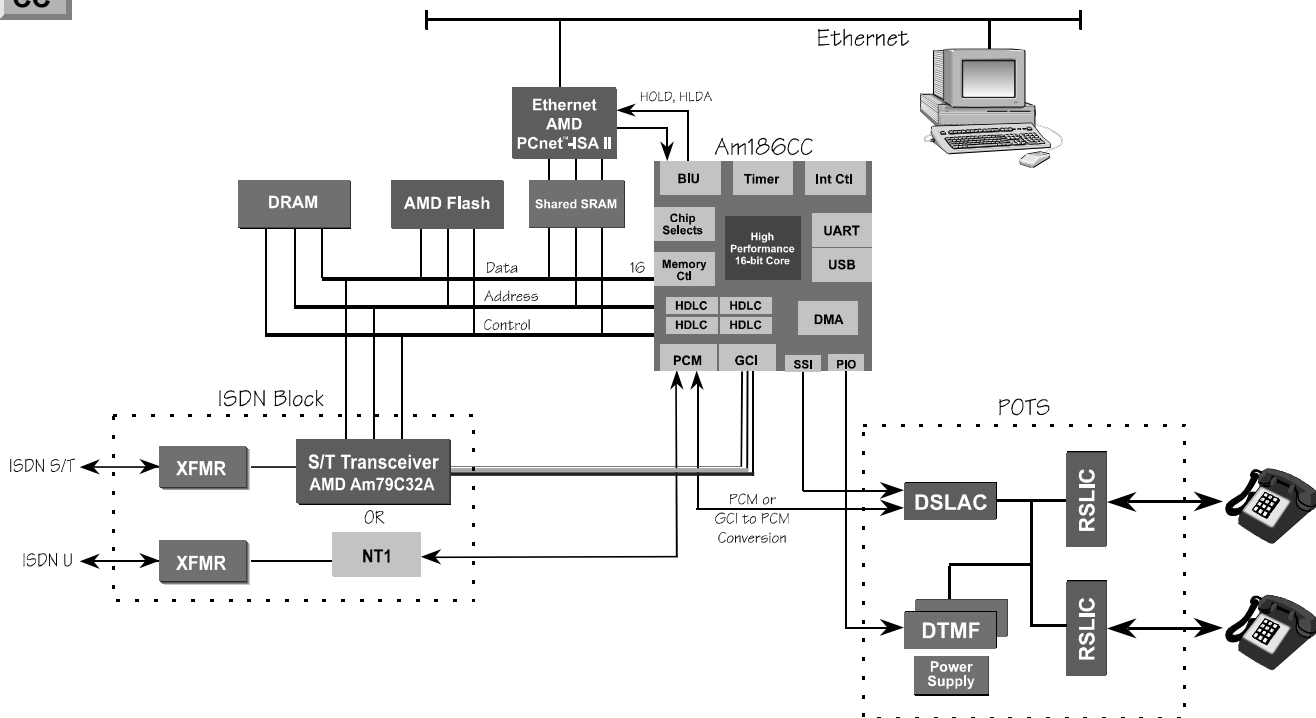 CC
Ethernet
HOLD, HLDA
Ethernet
AMD
PCnet™-ISA II
Am186CC
BIU
Timer
Int Ctl
DRAM
AMD Flash
Shared SRAM
Chip
Selects
High
Performance
16-bit Core
UART
USB
Data
16
Memory
Ctl
Address
HDLC
HDLC
HDLC
HDLC
DMA
Control
PCM
GCI
SSI
PIO
ISDN Block
POTS
ISDN S/T
XFMR
S/T Transceiver
AMD Am79C32A
OR
PCM or
GCI to PCM
Conversion
DSLAC
RSLIC
ISDN U
XFMR
NT1
DTMF
RSLIC
Power
Supply